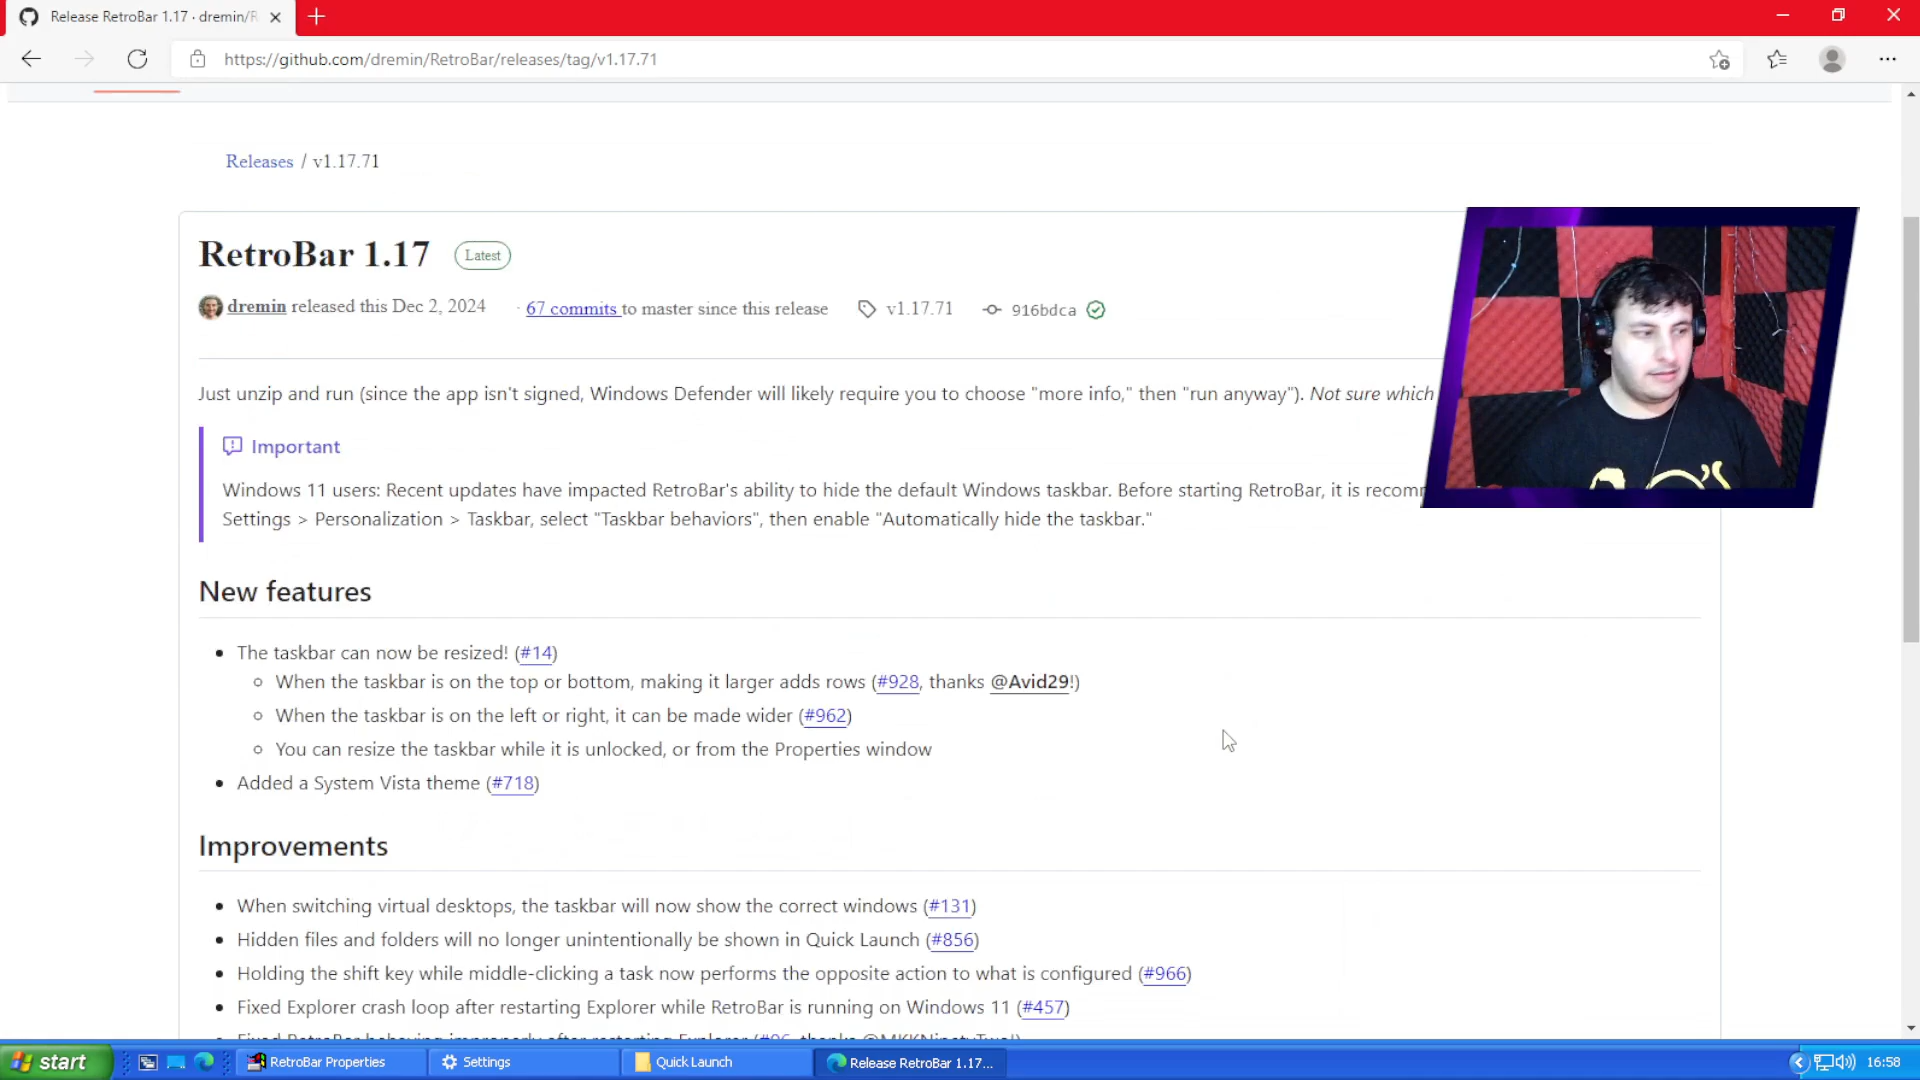 Release RetroBar 1.17 · dremin/R
https://github.com/dremin/RetroBar/releases/tag/v1.17.71
Releases / v1.17.71
RetroBar 1.17 Latest
dremin released this Dec 2, 2024 · 67 commits to master since this release v1.17.71 916bdca
Just unzip and run (since the app isn't signed, Windows Defender will likely require you to choose "more info," then "run anyway"). Not sure which
Important
Windows 11 users: Recent updates have impacted RetroBar's ability to hide the default Windows taskbar. Before starting RetroBar, it is recom
Settings > Personalization > Taskbar, select "Taskbar behaviors", then enable "Automatically hide the taskbar."
New features
• The taskbar can now be resized! (#14)
○ When the taskbar is on the top or bottom, making it larger adds rows (#928, thanks @Avid29!)
○ When the taskbar is on the left or right, it can be made wider (#962)
○ You can resize the taskbar while it is unlocked, or from the Properties window
• Added a System Vista theme (#718)
Improvements
• When switching virtual desktops, the taskbar will now show the correct windows (#131)
• Hidden files and folders will no longer unintentionally be shown in Quick Launch (#856)
• Holding the shift key while middle-clicking a task now performs the opposite action to what is configured (#966)
• Fixed Explorer crash loop after restarting Explorer while RetroBar is running on Windows 11 (#457)
• Fixed RetroBar behaving improperly after restarting Explorer (#96, thanks @MKKNinetyTwo!)
start RetroBar Properties Settings Quick Launch Release RetroBar 1.17... 16:58